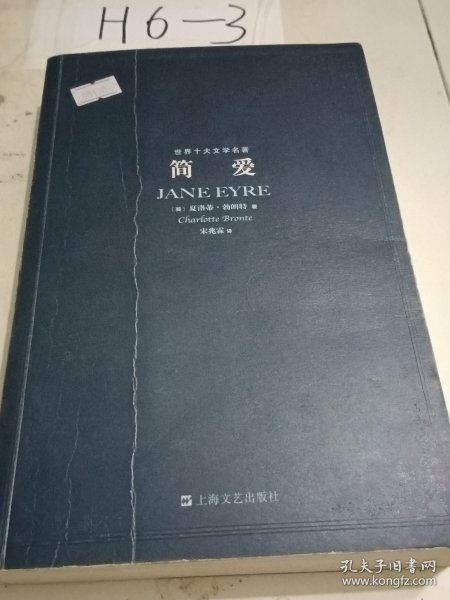 H6-3
世界十大文学名著
简 爱
JANE EYRE
〔英〕夏洛蒂·勃朗特 著
Charlotte Bronte
宋兆霖 译
上海文艺出版社
孔夫子旧书网
www.kongfz.com